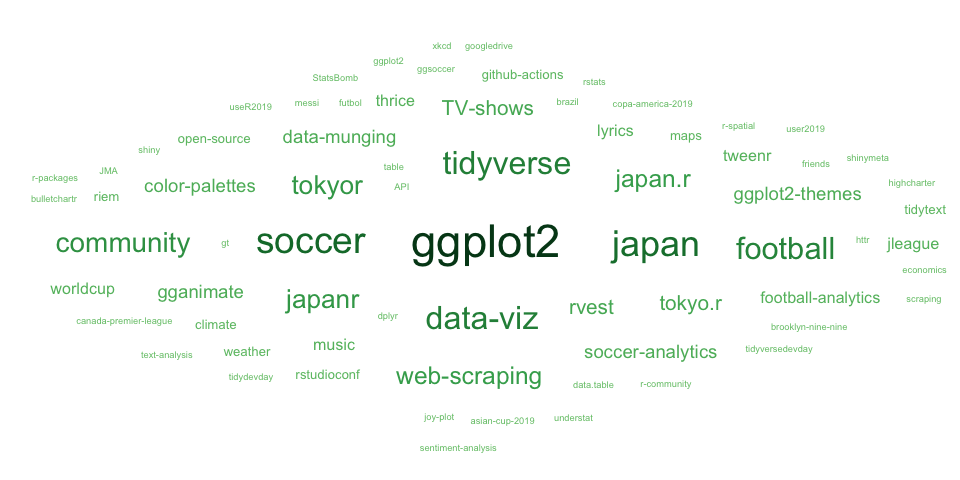 xkcd googledrive
ggplot2 ggsoccer
StatsBomb github-actions rstats
useR2019 messi futbol thrice TV-shows brazil copa-america-2019
open-source data-munging lyrics maps r-spatial user2019
shiny tidyverse tweenr friends shinymeta
r-packages JMA table
bulletchartr riem color-palettes tokyor API japan.r ggplot2-themes highcharter
tidytext
community gt soccer ggplot2 japan football httr jleague
economics
worldcup gganimate japanr rvest tokyo.r football-analytics scraping
canada-premier-league climate dplyr data-viz brooklyn-nine-nine
text-analysis weather music soccer-analytics tidyversedevday
tidydevday rstudioconf web-scraping data.table r-community
joy-plot asian-cup-2019 understat
sentiment-analysis